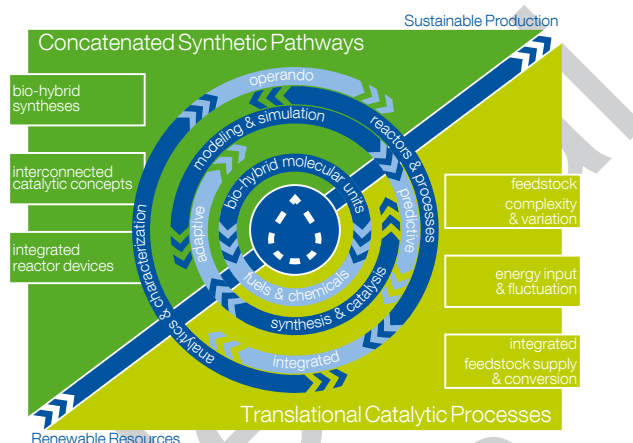 Sustainable Production
Concatenated Synthetic Pathways
bio-hybrid
syntheses
interconnected
catalytic concepts
integrated
reactor devices
operando
reactors & processes
modeling & simulation
bio-hybrid molecular units
adaptive
predictive
fuels & chemicals
synthesis & catalysis
integrated
analytics & characterization
feedstock
complexity
& variation
energy input
& fluctuation
integrated
feedstock supply
& conversion
Translational Catalytic Processes
Renewable Resources